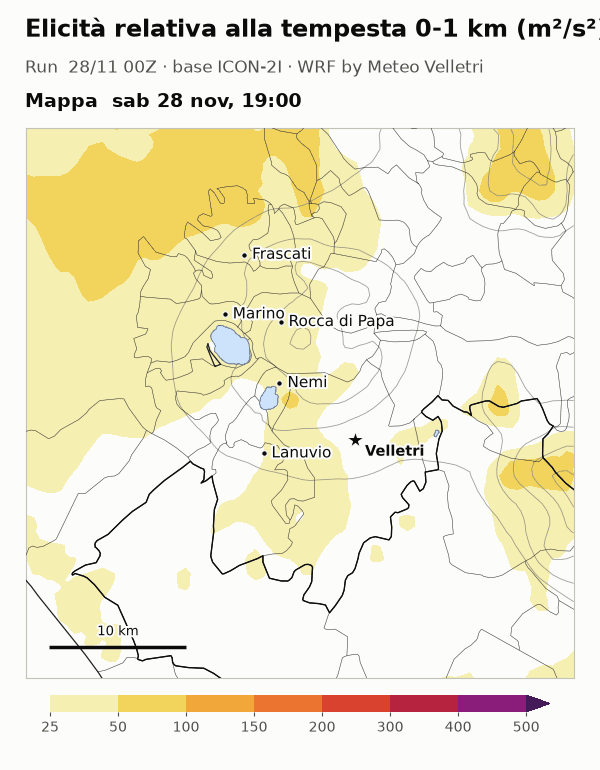 Elicità relativa alla tempesta 0-1 km (m²/s²)
Run  28/11 00Z · base ICON-2I · WRF by Meteo Velletri
Mappa  sab 28 nov, 19:00
Frascati
Marino
Rocca di Papa
Nemi
Velletri
Lanuvio
10 km
25 50 100 150 200 300 400 500